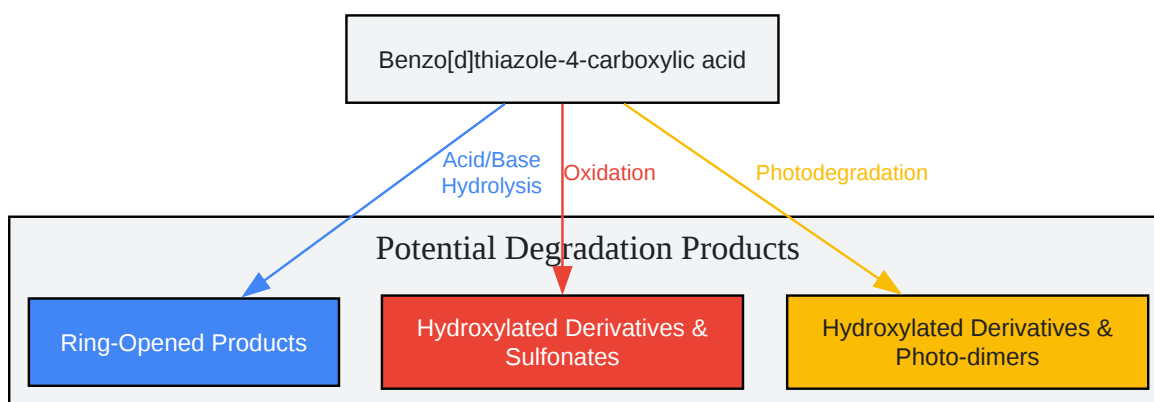 Benzo[d]thiazole-4-carboxylic acid
Acid/Base
Hydrolysis
Oxidation
Photodegradation
Potential Degradation Products
Ring-Opened Products
Hydroxylated Derivatives &
Sulfonates
Hydroxylated Derivatives &
Photo-dimers